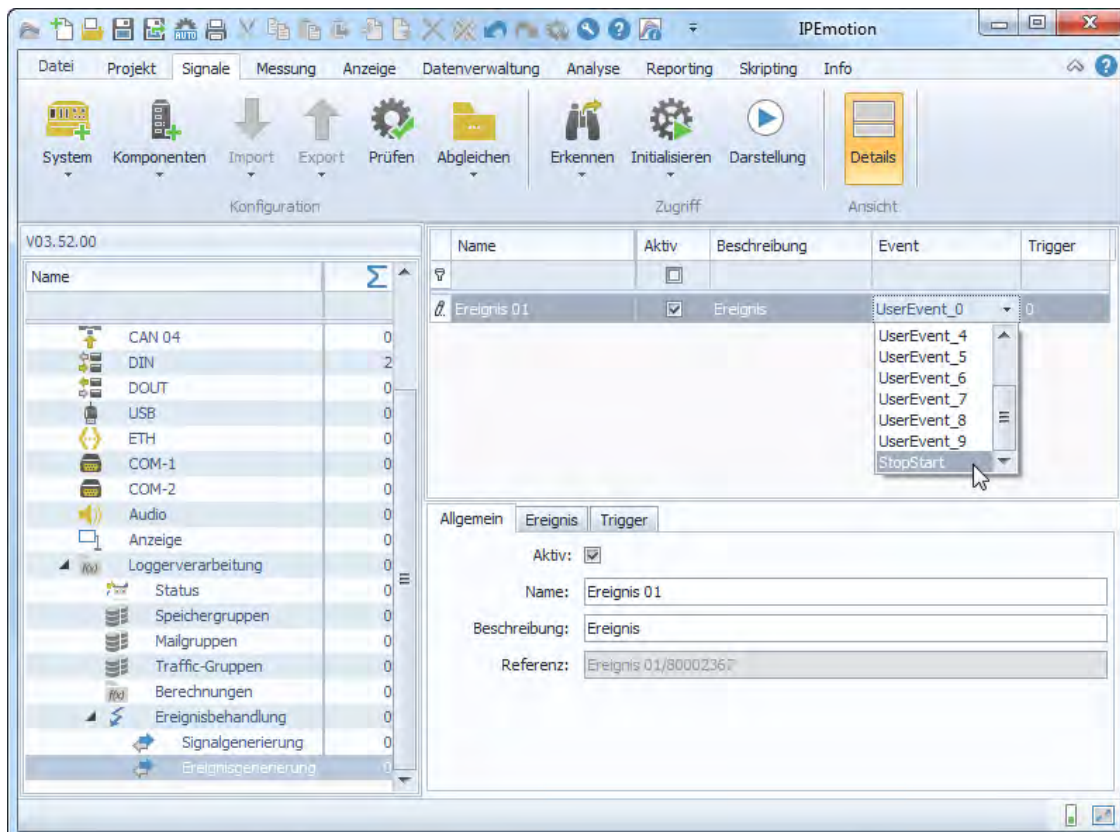 IPEmotion
Datei Projekt Signale Messung Anzeige Datenverwaltung Analyse Reporting Skripting Info
AUTO
System Komponenten Import Export Prüfen Abgleichen Erkennen Initialisieren Darstellung Details
Konfiguration Zugriff Ansicht
V03.52.00
Name Σ
CAN 04 0
DIN 2
DOUT 0
USB 0
ETH 0
COM-1 0
COM-2 0
Audio 0
Anzeige 0
f(x) Loggerverarbeitung 0
Status 0
Speichergruppen 0
Mailgruppen 0
Traffic-Gruppen 0
f(x) Berechnungen 0
Ereignisbehandlung 0
Signalgenerierung 0
Ereignisgenerierung 0
Name Aktiv Beschreibung Event Trigger
Ereignis 01 Ereignis UserEvent_0 0
UserEvent_4
UserEvent_5
UserEvent_6
UserEvent_7
UserEvent_8
UserEvent_9
StopStart
Allgemein Ereignis Trigger
Aktiv:
Name: Ereignis 01
Beschreibung: Ereignis
Referenz: Ereignis 01/80002367